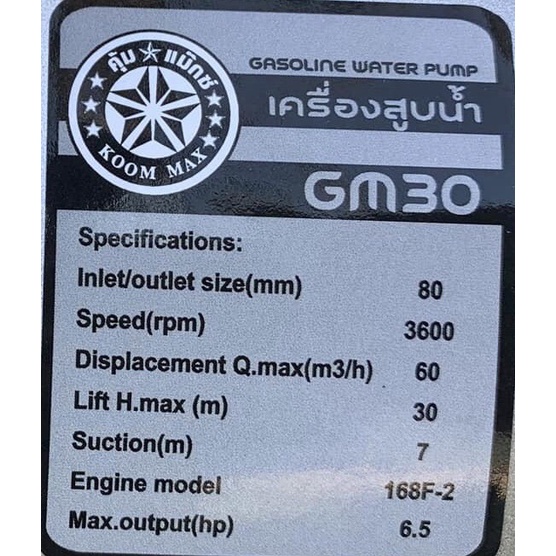 คุ้ม แม๊กซ์
KOOM MAX
GASOLINE WATER PUMP
เครื่องสูบน้ำ
GM30
Specifications:
Inlet/outlet size(mm) 80
Speed(rpm) 3600
Displacement Q.max(m3/h) 60
Lift H.max (m) 30
Suction(m) 7
Engine model 168F-2
Max.output(hp) 6.5